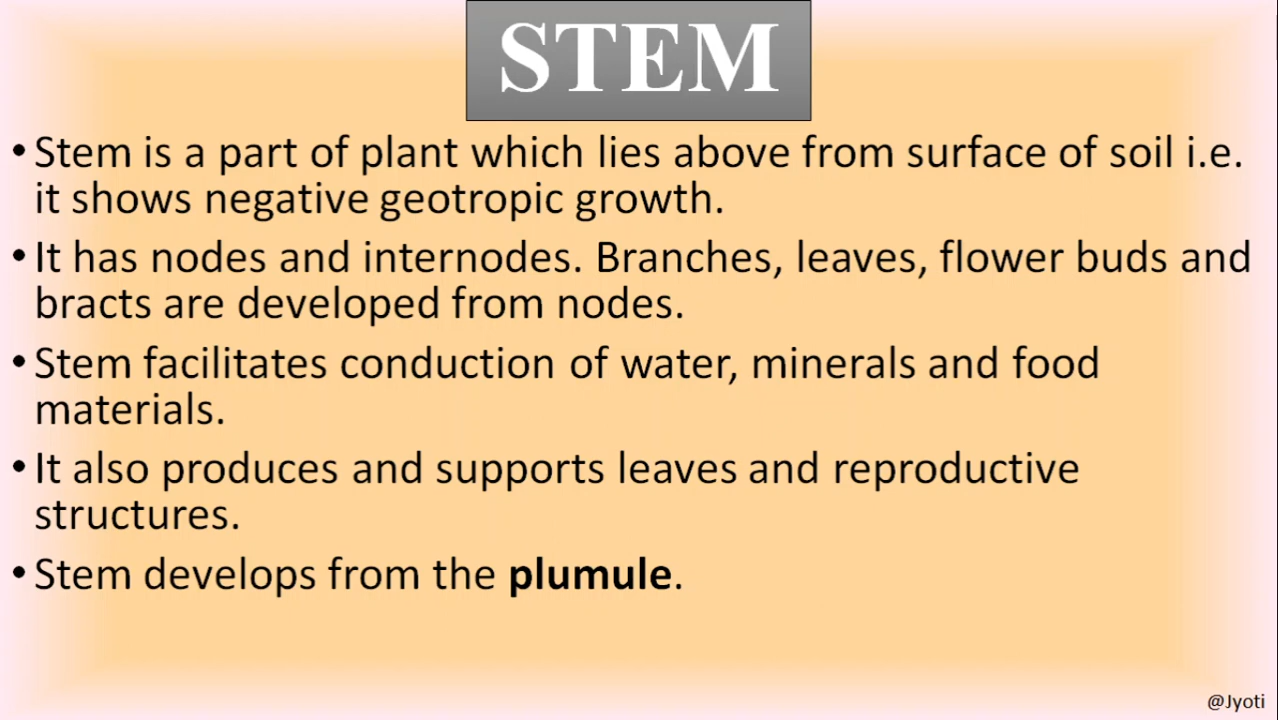 STEM
• Stem is a part of plant which lies above from surface of soil i.e.
it shows negative geotropic growth.
• It has nodes and internodes. Branches, leaves, flower buds and
bracts are developed from nodes.
• Stem facilitates conduction of water, minerals and food
materials.
• It also produces and supports leaves and reproductive
structures.
• Stem develops from the plumule.
@Jyoti